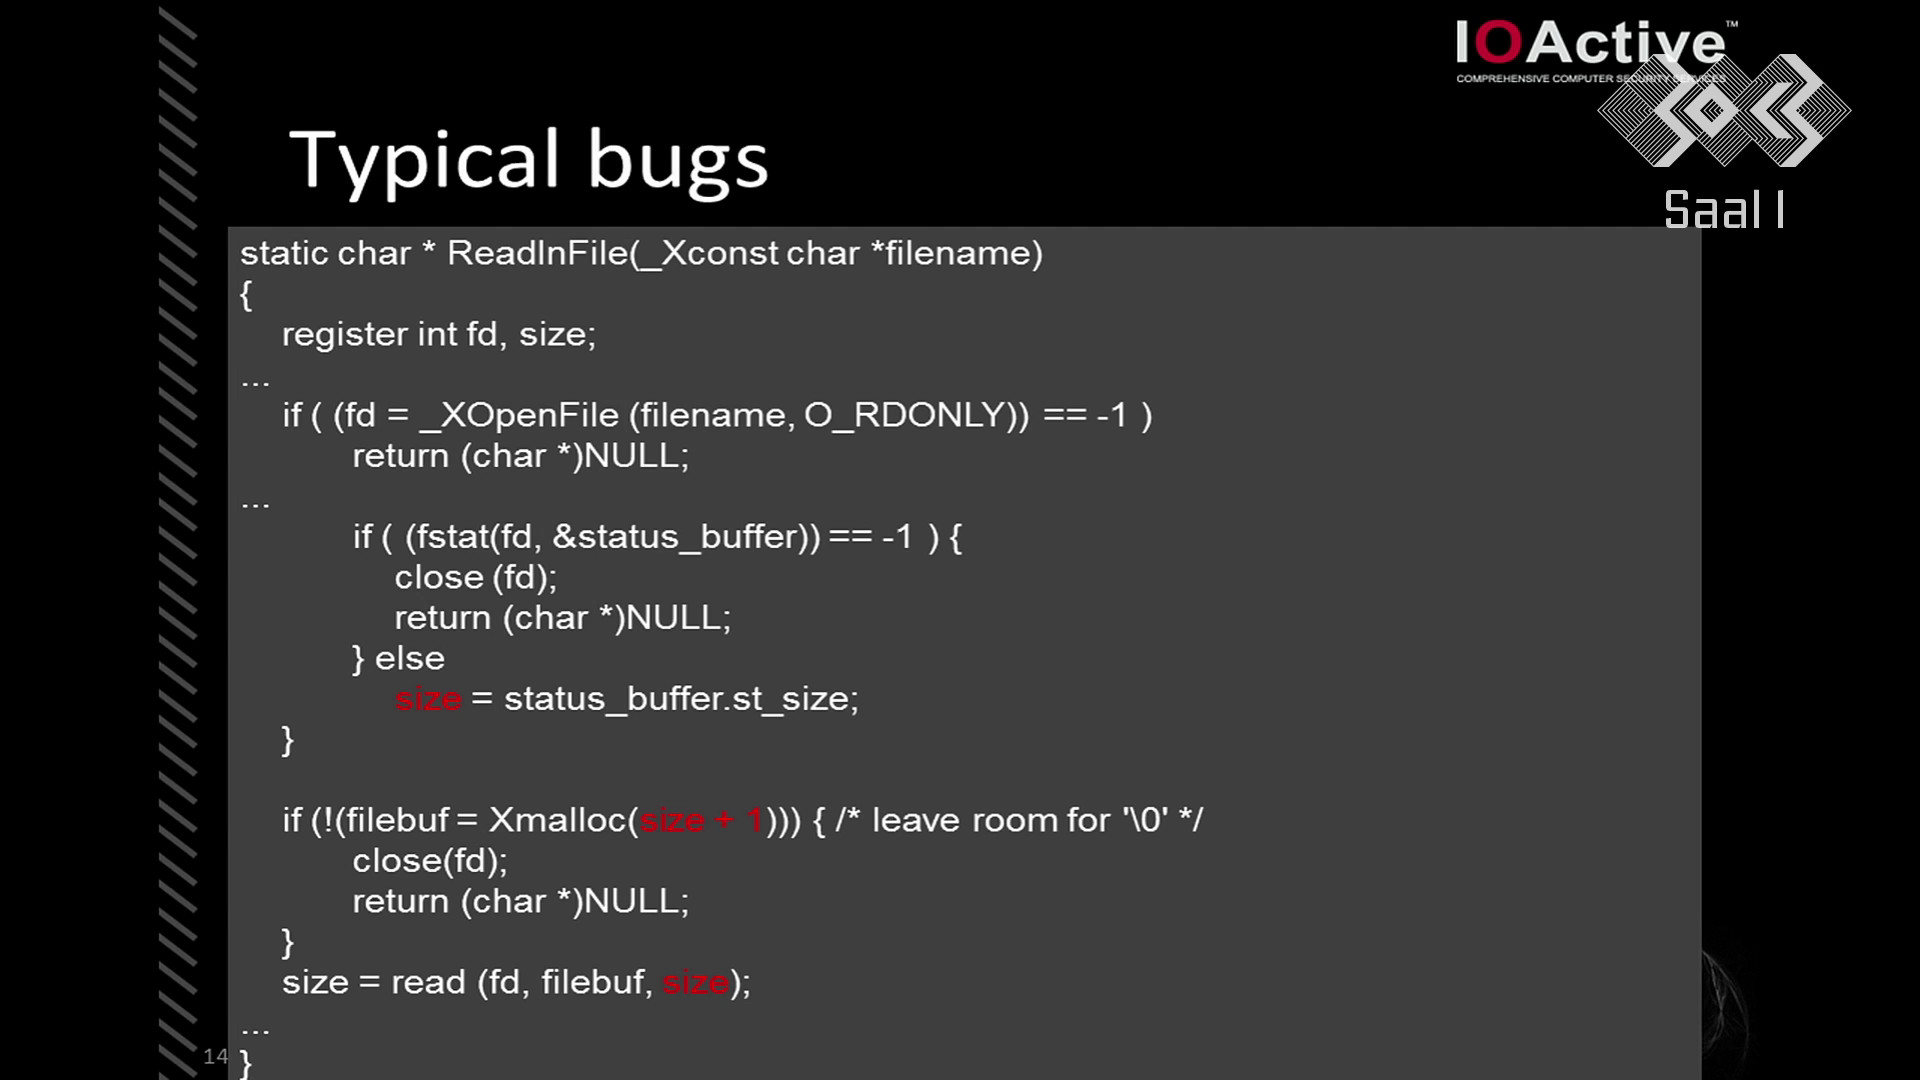 IOActive™
COMPREHENSIVE COMPUTER SECURITY SERVICES
Saal 1
Typical bugs
static char * ReadInFile(_Xconst char *filename)
{
register int fd, size;
...
if ( (fd = _XOpenFile (filename, O_RDONLY)) == -1 )
return (char *)NULL;
...
if ( (fstat(fd, &status_buffer)) == -1 ) {
close (fd);
return (char *)NULL;
} else
size = status_buffer.st_size;
}
if (!(filebuf = Xmalloc(size + 1))) { /* leave room for '\0' */
close(fd);
return (char *)NULL;
}
size = read (fd, filebuf, size);
...
}
14